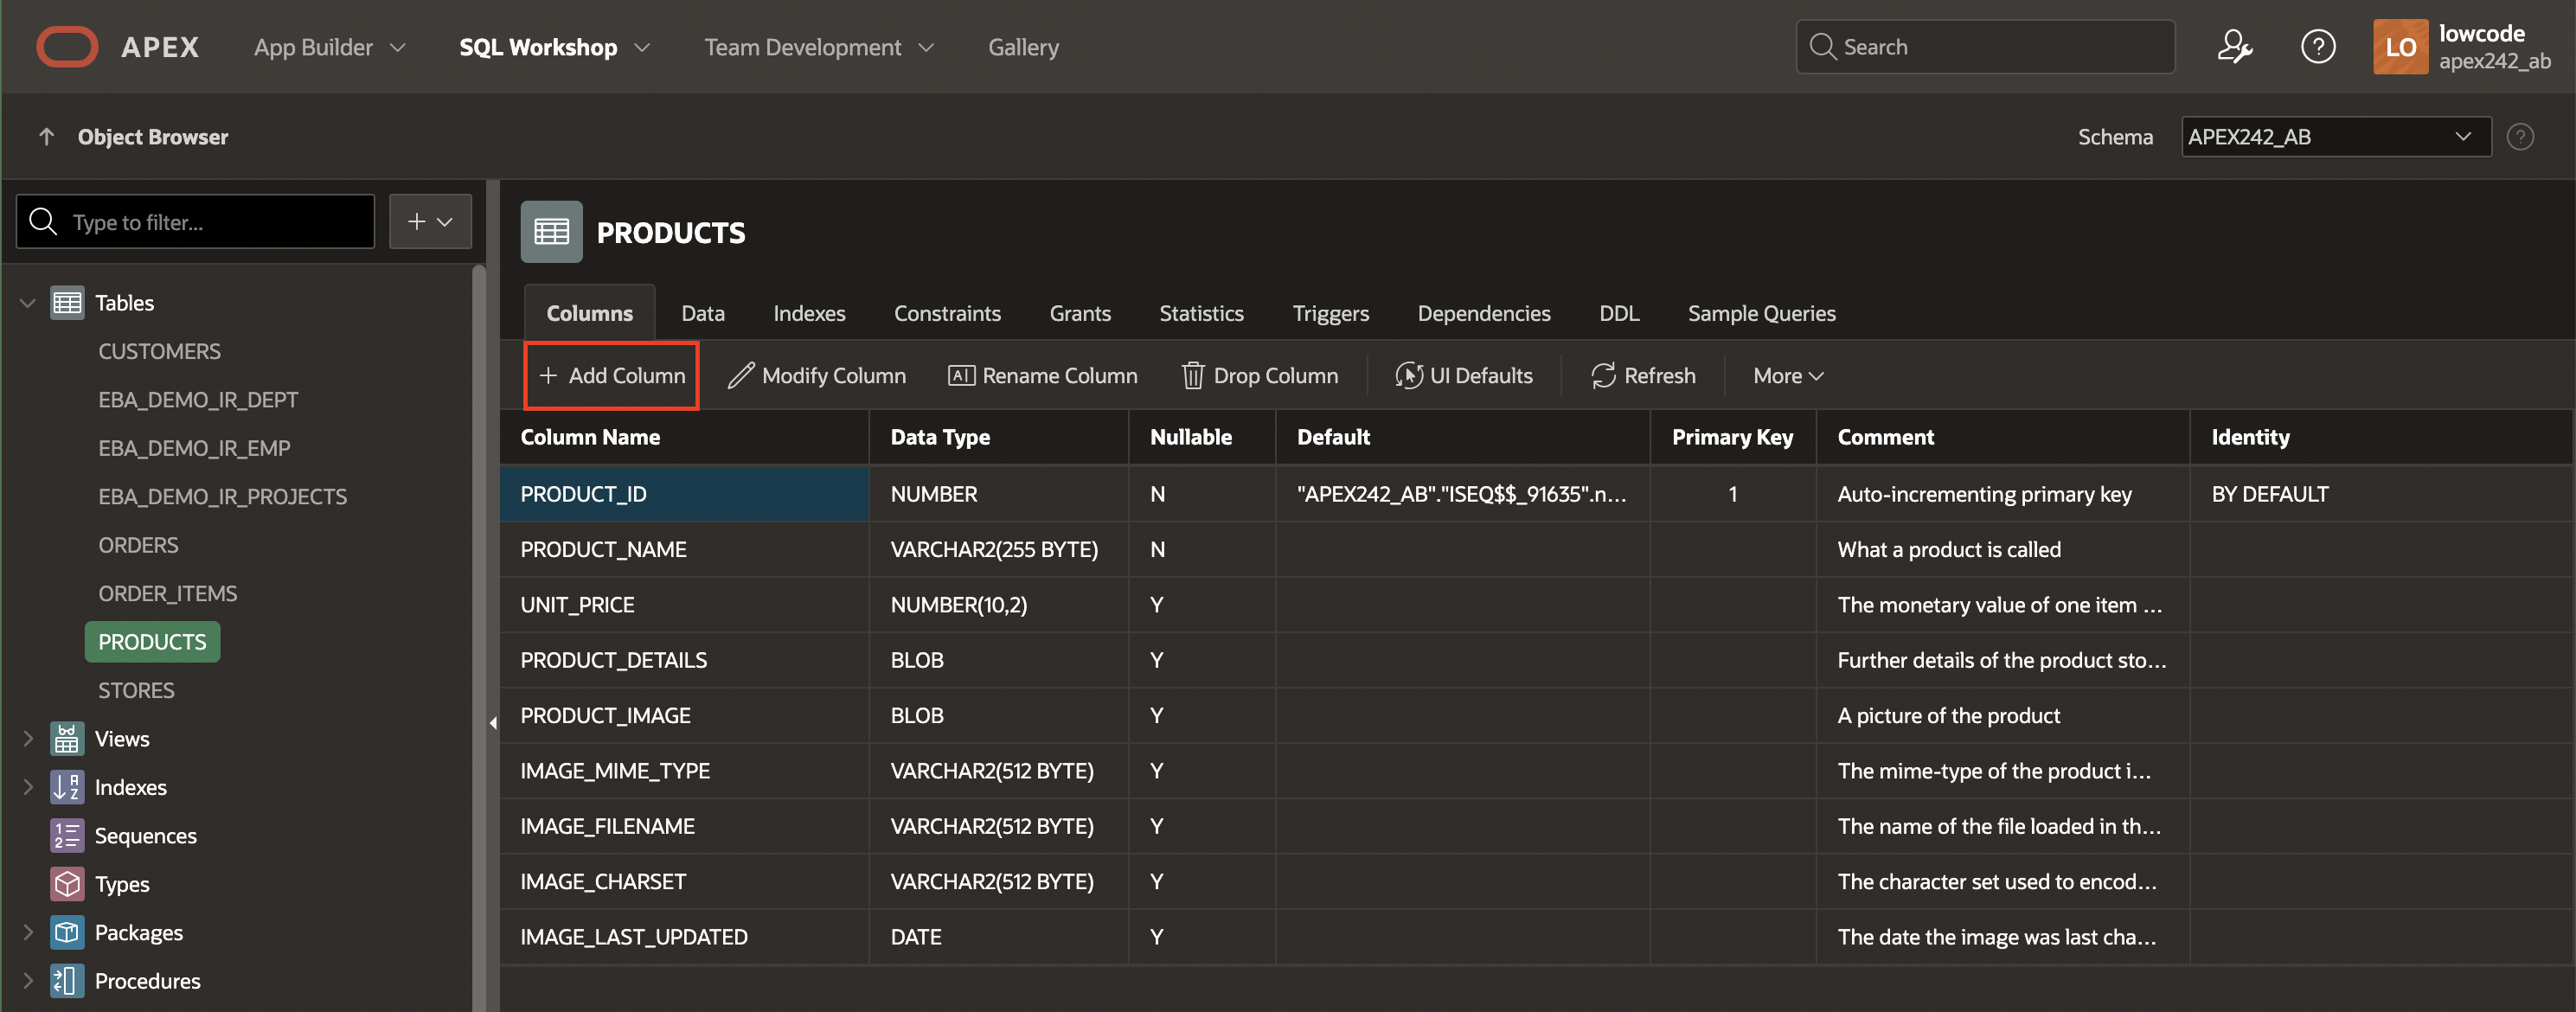 APEX App Builder SQL Workshop Team Development Gallery Search LO lowcode
apex242_ab
Object Browser Schema APEX242_AB
Type to filter...
Tables
CUSTOMERS
EBA_DEMO_IR_DEPT
EBA_DEMO_IR_EMP
EBA_DEMO_IR_PROJECTS
ORDERS
ORDER_ITEMS
PRODUCTS
STORES
Views
Indexes
Sequences
Types
Packages
Procedures
PRODUCTS
Columns Data Indexes Constraints Grants Statistics Triggers Dependencies DDL Sample Queries
+ Add Column Modify Column Rename Column Drop Column UI Defaults Refresh More
Column Name Data Type Nullable Default Primary Key Comment Identity
PRODUCT_ID NUMBER N "APEX242_AB"."ISEQ$$_91635".n... 1 Auto-incrementing primary key BY DEFAULT
PRODUCT_NAME VARCHAR2(255 BYTE) N What a product is called
UNIT_PRICE NUMBER(10,2) Y The monetary value of one item ...
PRODUCT_DETAILS BLOB Y Further details of the product sto...
PRODUCT_IMAGE BLOB Y A picture of the product
IMAGE_MIME_TYPE VARCHAR2(512 BYTE) Y The mime-type of the product i...
IMAGE_FILENAME VARCHAR2(512 BYTE) Y The name of the file loaded in th...
IMAGE_CHARSET VARCHAR2(512 BYTE) Y The character set used to encod...
IMAGE_LAST_UPDATED DATE Y The date the image was last cha...